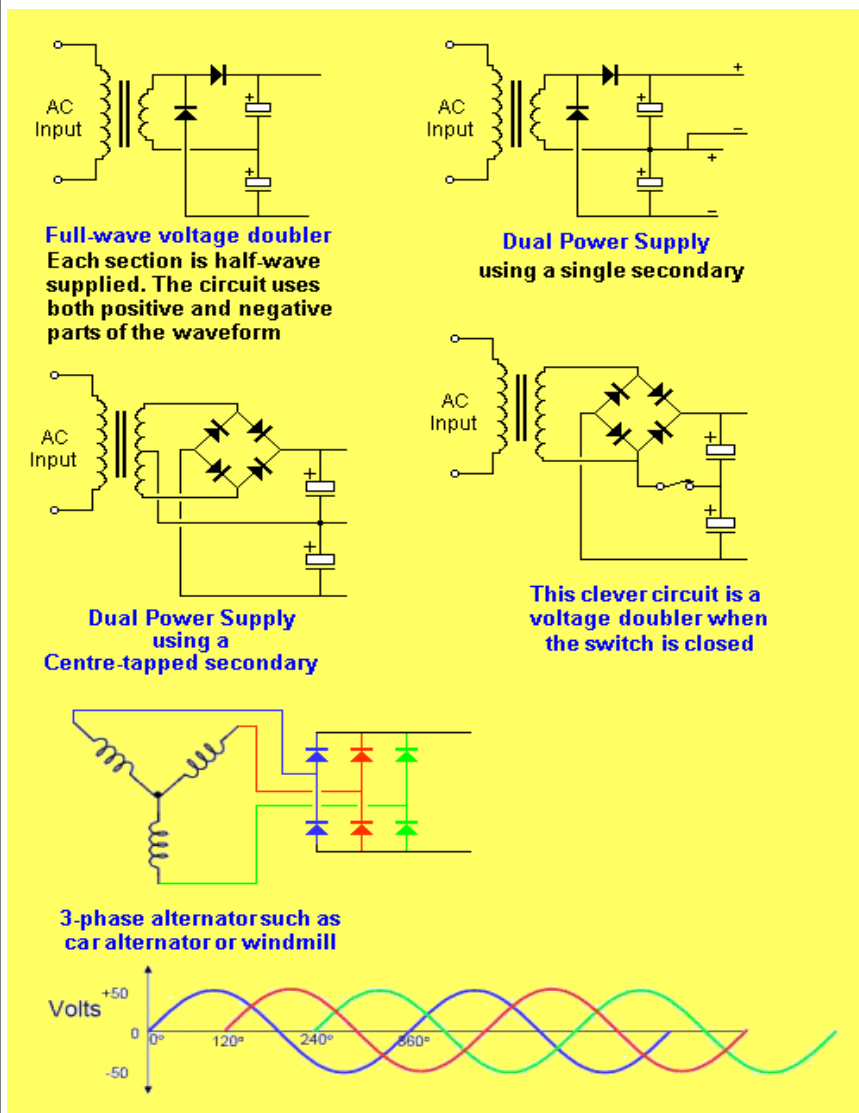 AC
Input
+
+
Full-wave voltage doubler
Each section is half-wave
supplied. The circuit uses
both positive and negative
parts of the waveform
AC
Input
+
+
+
−
+
−
Dual Power Supply
using a single secondary
AC
Input
+
+
Dual Power Supply
using a
Centre-tapped secondary
AC
Input
+
+
This clever circuit is a
voltage doubler when
the switch is closed
3-phase alternator such as
car alternator or windmill
Volts
+50
0
-50
0°
120°
240°
360°